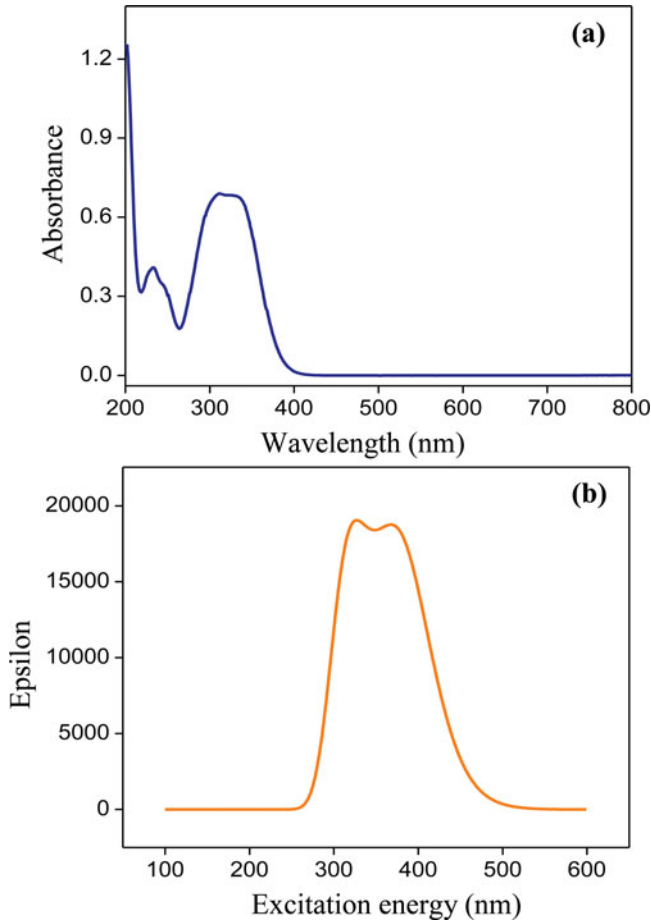 (a)
1.2
0.9
0.6
0.3
0.0
Absorbance
200 300 400 500 600 700 800
Wavelength (nm)
(b)
20000
15000
10000
5000
0
Epsilon
100 200 300 400 500 600
Excitation energy (nm)